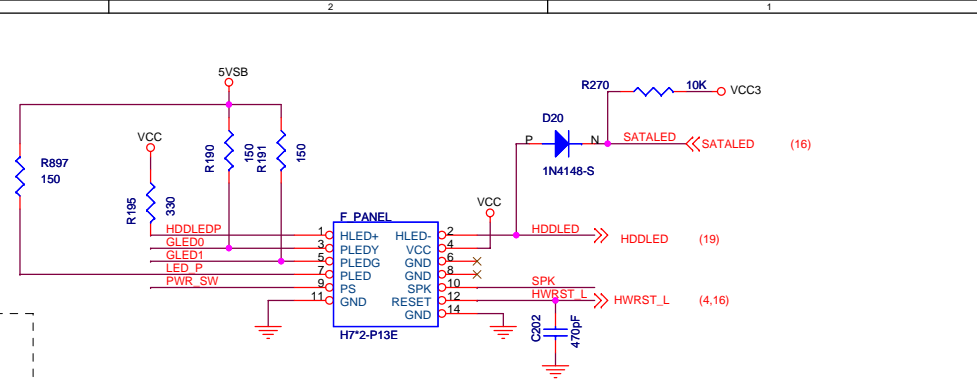 2 1
5VSB
R270 10K VCC3
D20
VCC
P N SATALED SATALED (16)
R897
150
R190 150 R191 150
1N4148-S
R195 330
VCC
F_PANEL
HDDLEDP 1 HLED+ HLED- 2 HDDLED HDDLED (19)
GLED0 3 PLEDY VCC 4
GLED1 5 PLEDG GND 6
LED_P 7 PLED GND 8
PWR_SW 9 PS SPK 10 SPK
11 GND RESET 12 HWRST_L HWRST_L (4,16)
GND 14
H7*2-P13E
C202 470pF